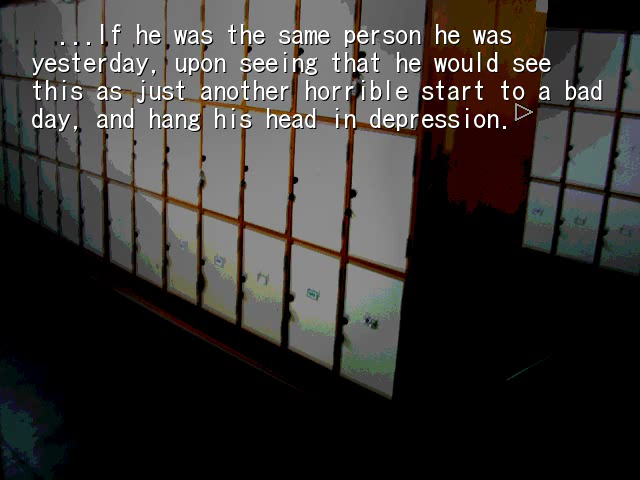 ...If he was the same person he was
yesterday, upon seeing that he would see
this as just another horrible start to a bad
day, and hang his head in depression.